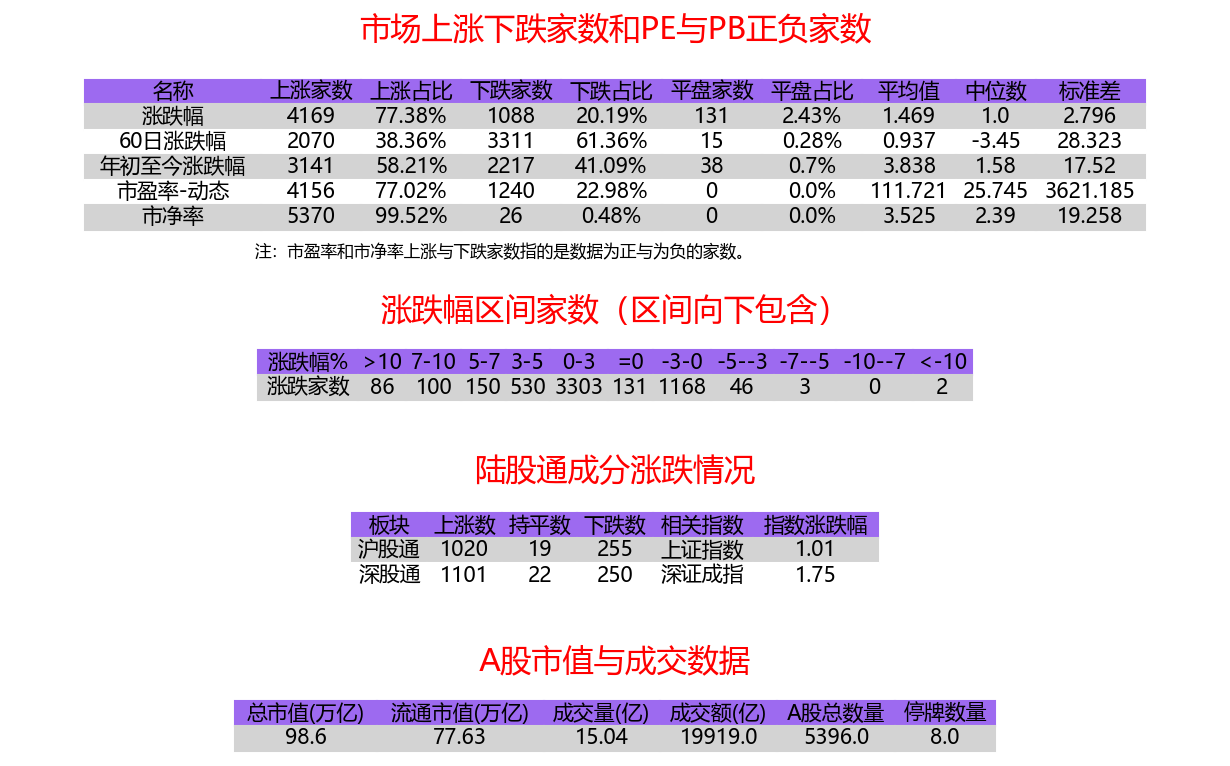 市场上涨下跌家数和PE与PB正负家数
名称 上涨家数 上涨占比 下跌家数 下跌占比 平盘家数 平盘占比 平均值 中位数 标准差
涨跌幅 4169 77.38% 1088 20.19% 131 2.43% 1.469 1.0 2.796
60日涨跌幅 2070 38.36% 3311 61.36% 15 0.28% 0.937 -3.45 28.323
年初至今涨跌幅 3141 58.21% 2217 41.09% 38 0.7% 3.838 1.58 17.52
市盈率-动态 4156 77.02% 1240 22.98% 0 0.0% 111.721 25.745 3621.185
市净率 5370 99.52% 26 0.48% 0 0.0% 3.525 2.39 19.258
注：市盈率和市净率上涨与下跌家数指的是数据为正与为负的家数。
涨跌幅区间家数（区间向下包含）
涨跌幅% >10 7-10 5-7 3-5 0-3 =0 -3-0 -5--3 -7--5 -10--7 <-10
涨跌家数 86 100 150 530 3303 131 1168 46 3 0 2
陆股通成分涨跌情况
板块 上涨数 持平数 下跌数 相关指数 指数涨跌幅
沪股通 1020 19 255 上证指数 1.01
深股通 1101 22 250 深证成指 1.75
A股市值与成交数据
总市值(万亿) 流通市值(万亿) 成交量(亿) 成交额(亿) A股总数量 停牌数量
98.6 77.63 15.04 19919.0 5396.0 8.0